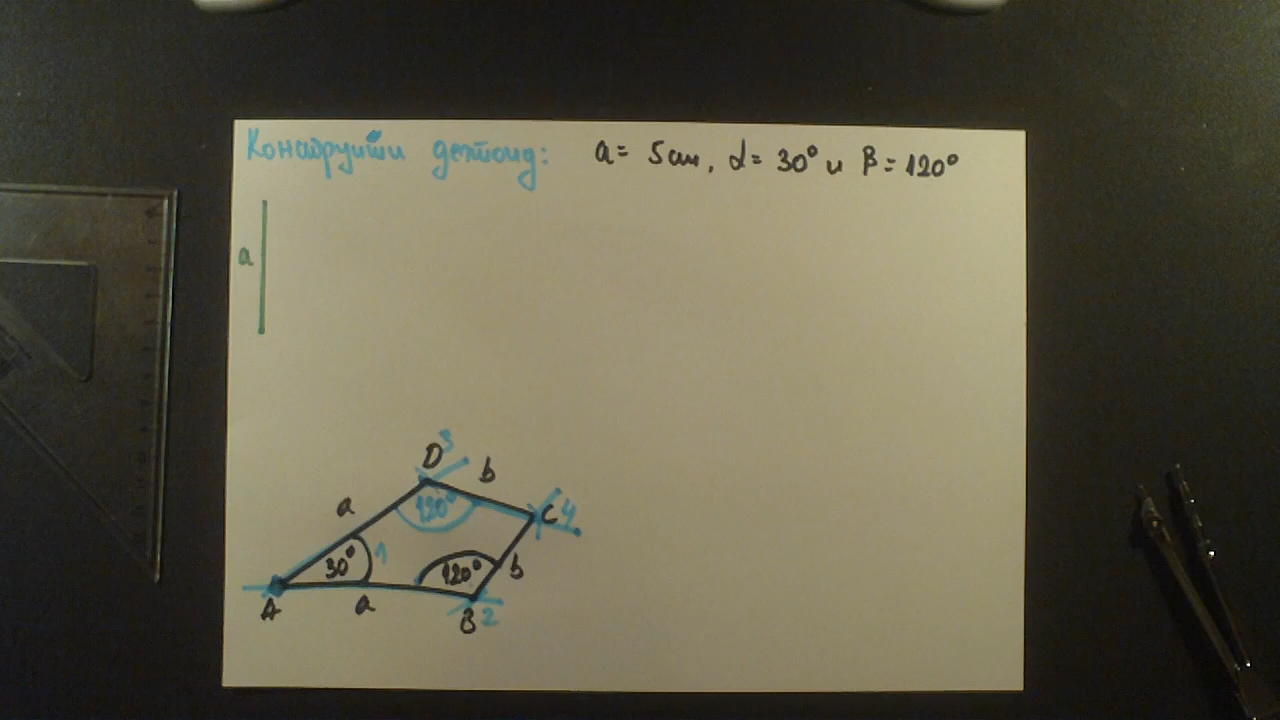 Конструиши делтоид: a = 5cm, α = 30° и β = 120°
a
D 3 b
a 120° C 4
30° 1 120° b
A a B 2